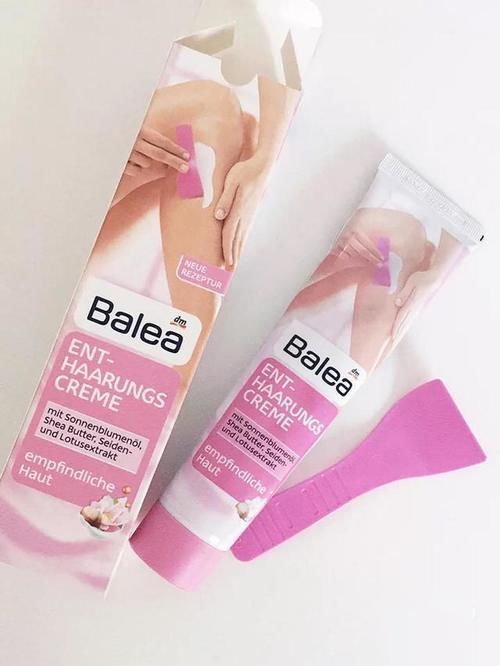 NEUE
REZEPTUR
dm
Balea
ENT-
HAARUNGS
CREME
mit Sonnenblumenöl,
Shea Butter, Seiden-
und Lotusextrakt
empfindliche
Haut
dm
Balea
ENT-
HAARUNGS
CREME
mit Sonnenblumenöl,
Shea Butter, Seiden-
und Lotusextrakt
empfindliche
Haut